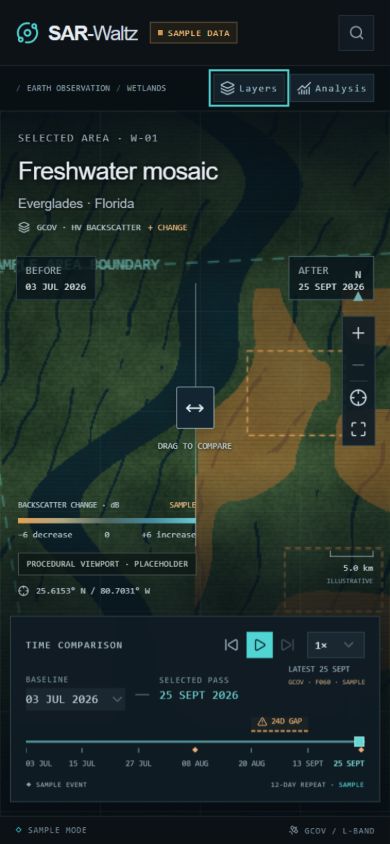 SAR-Waltz
SAMPLE DATA
/ EARTH OBSERVATION / WETLANDS
Layers
Analysis
SELECTED AREA · W-01
Freshwater mosaic
Everglades · Florida
GCOV · HV BACKSCATTER + CHANGE
BOUNDARY
BEFORE
03 JUL 2026
AFTER
N
25 SEPT 2026
DRAG TO COMPARE
BACKSCATTER CHANGE · dB SAMPLE
-6 decrease 0 +6 increase
PROCEDURAL VIEWPORT · PLACEHOLDER
25.6153° N / 80.7031° W
5.0 km
ILLUSTRATIVE
TIME COMPARISON
1×
LATEST 25 SEPT
GCOV · F060 · SAMPLE
BASELINE
03 JUL 2026
SELECTED PASS
25 SEPT 2026
24D GAP
03 JUL 15 JUL 27 JUL 08 AUG 20 AUG 13 SEPT 25 SEPT
SAMPLE EVENT
12-DAY REPEAT · SAMPLE
SAMPLE MODE
GCOV / L-BAND